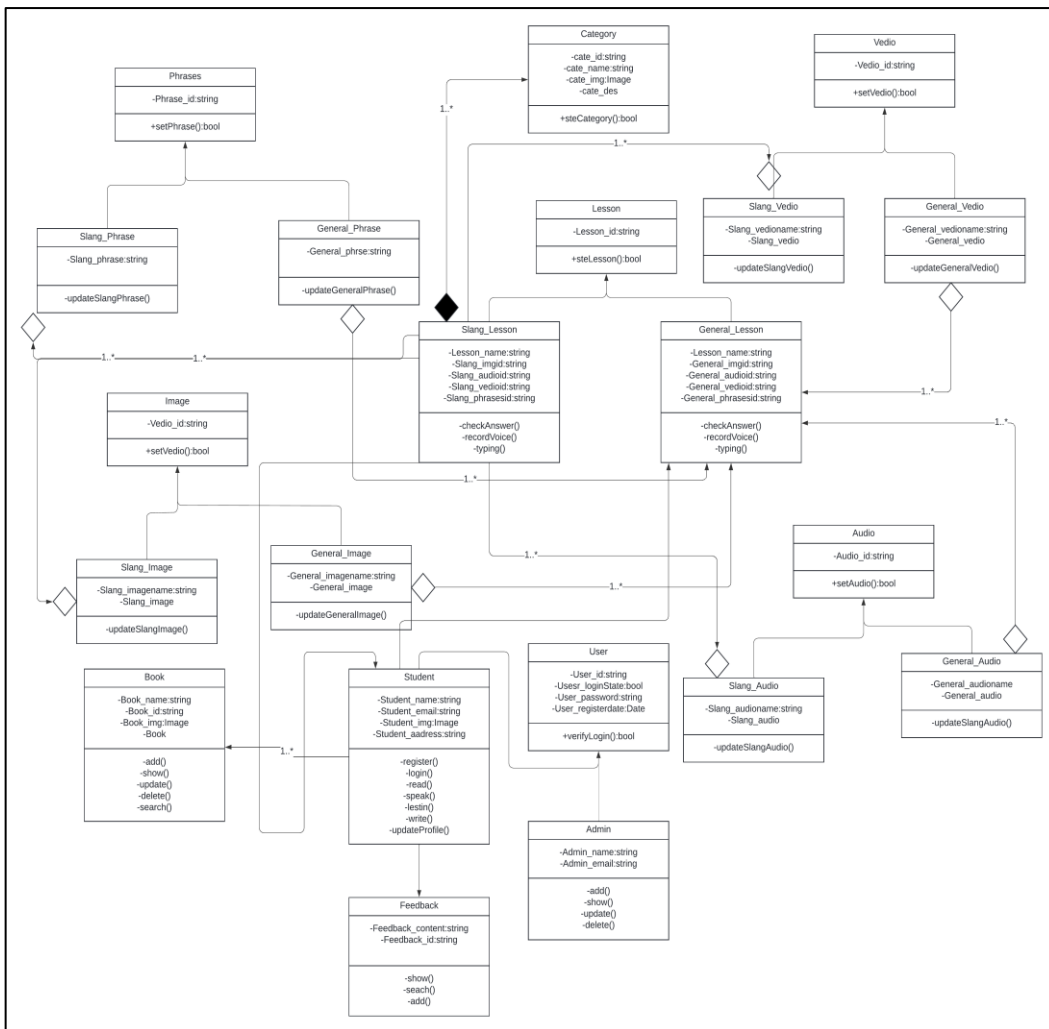 Category
-cate_id:string
-cate_name:string
-cate_img:Image
-cate_des
+steCategory():bool
Vedio
-Vedio_id:string
+setVedio():bool
Phrases
-Phrase_id:string
+setPhrase():bool
1..*
1..*
Slang_Vedio
-Slang_vedioname:string
-Slang_vedio
-updateSlangVedio()
General_Vedio
-General_vedioname:string
-General_vedio
-updateGeneralVedio()
Lesson
-Lesson_id:string
+steLesson():bool
Slang_Phrase
-Slang_phrase:string
-updateSlangPhrase()
General_Phrase
-General_phrse:string
-updateGeneralPhrase()
Slang_Lesson
-Lesson_name:string
-Slang_imgid:string
-Slang_audioid:string
-Slang_vedioid:string
-Slang_phrasesid:string
-checkAnswer()
-recordVoice()
-typing()
General_Lesson
-Lesson_name:string
-General_imgid:string
-General_audioid:string
-General_vedioid:string
-General_phrasesid:string
-checkAnswer()
-recordVoice()
-typing()
1..*
1..*
1..*
1..*
1..*
Image
-Vedio_id:string
+setVedio():bool
Slang_Image
-Slang_imagename:string
-Slang_image
-updateSlangImage()
General_Image
-General_imagename:string
-General_image
-updateGeneralImage()
1..*
1..*
Audio
-Audio_id:string
+setAudio():bool
Slang_Audio
-Slang_audioname:string
-Slang_audio
-updateSlangAudio()
General_Audio
-General_audioname
-General_audio
-updateSlangAudio()
Book
-Book_name:string
-Book_id:string
-Book_img:Image
-Book
-add()
-show()
-update()
-delete()
-search()
1..*
Student
-Student_name:string
-Student_email:string
-Student_img:Image
-Student_aadress:string
-register()
-login()
-read()
-speak()
-lestin()
-write()
-updateProfile()
User
-User_id:string
-Usesr_loginState:bool
-User_password:string
-User_registerdate:Date
+verifyLogin():bool
Admin
-Admin_name:string
-Admin_email:string
-add()
-show()
-update()
-delete()
Feedback
-Feedback_content:string
-Feedback_id:string
-show()
-seach()
-add()